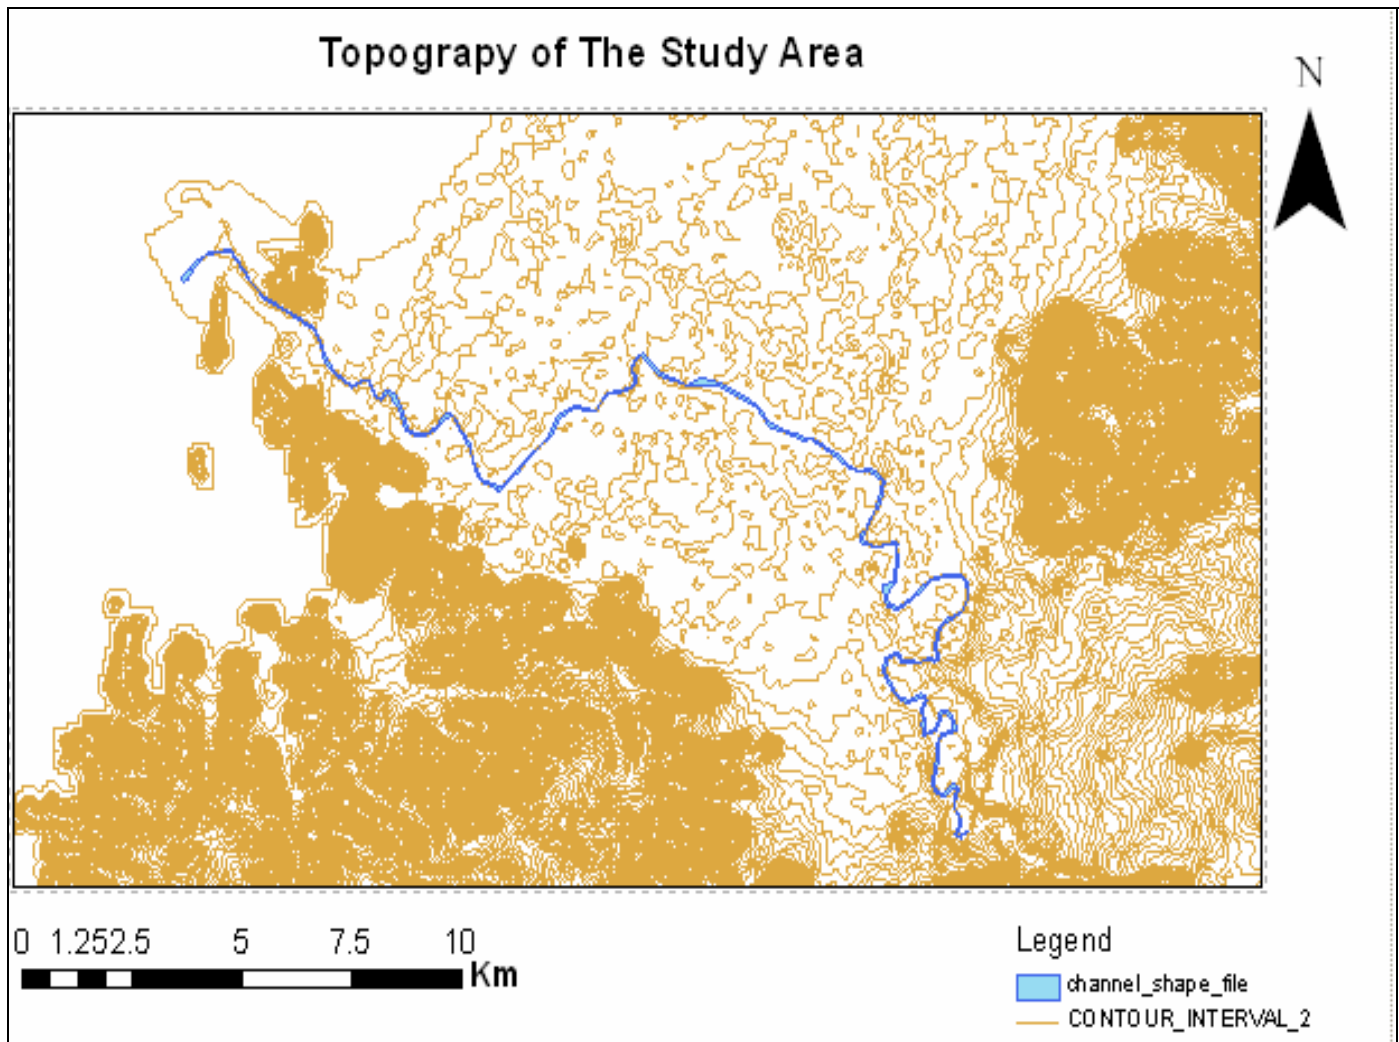 Topograpy of The Study Area
N
0 1.252.5 5 7.5 10
Km
Legend
channel_shape_file
CONTOUR_INTERVAL_2